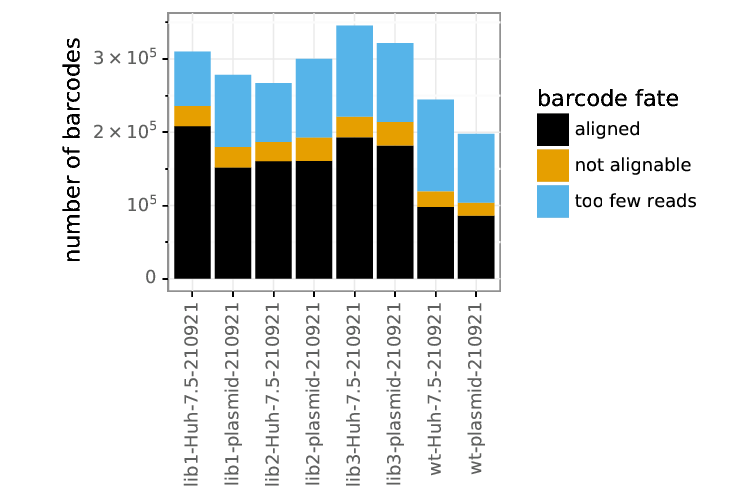 number of barcodes
3 × 10⁵
2 × 10⁵
10⁵
0
lib1-Huh-7.5-210921
lib1-plasmid-210921
lib2-Huh-7.5-210921
lib2-plasmid-210921
lib3-Huh-7.5-210921
lib3-plasmid-210921
wt-Huh-7.5-210921
wt-plasmid-210921
barcode fate
aligned
not alignable
too few reads